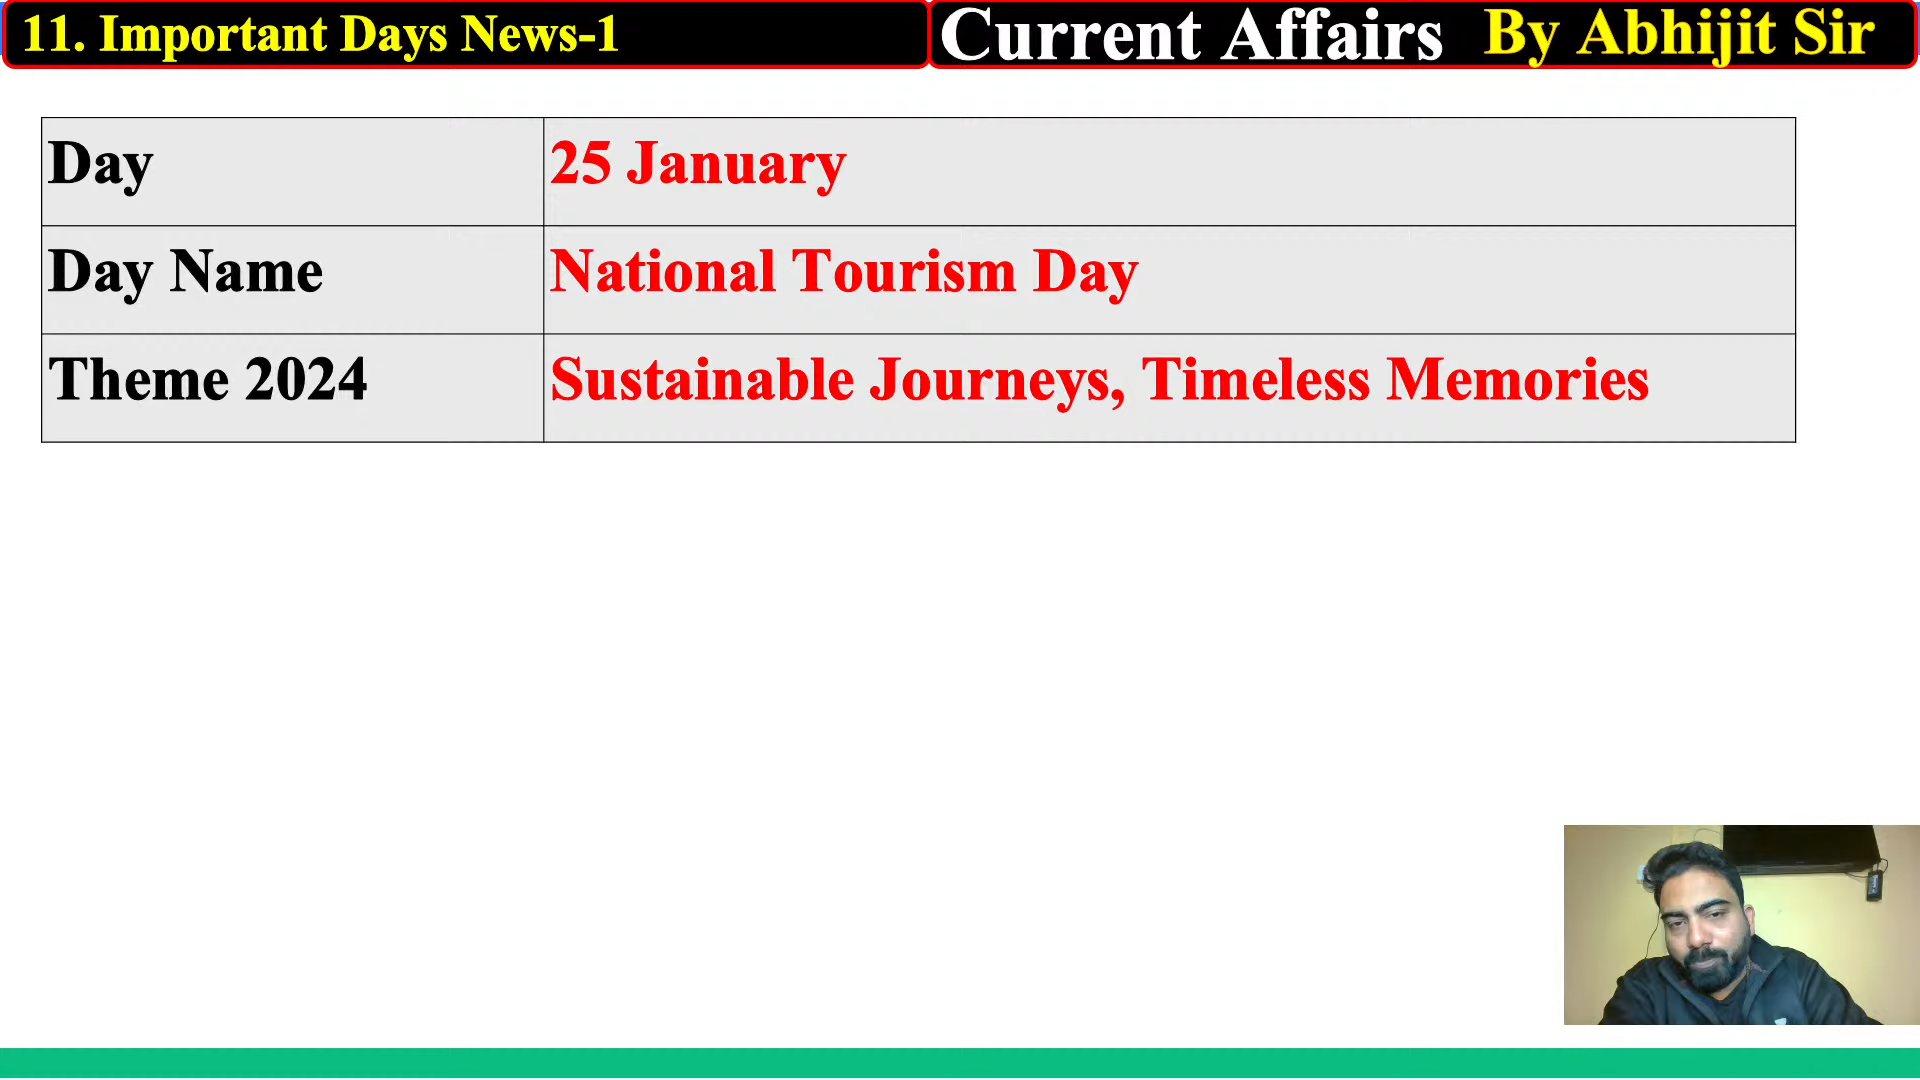 11. Important Days News-1
Current Affairs By Abhijit Sir
Day 25 January
Day Name National Tourism Day
Theme 2024 Sustainable Journeys, Timeless Memories